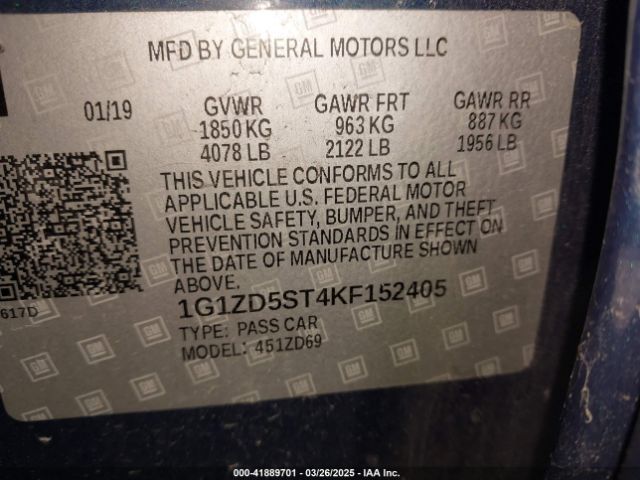 MFD BY GENERAL MOTORS LLC
01/19 GVWR GAWR FRT GAWR RR
1850 KG 963 KG 887 KG
4078 LB 2122 LB 1956 LB
THIS VEHICLE CONFORMS TO ALL
APPLICABLE U.S. FEDERAL MOTOR
VEHICLE SAFETY, BUMPER, AND THEFT
PREVENTION STANDARDS IN EFFECT ON
THE DATE OF MANUFACTURE SHOWN
ABOVE.
617D 1G1ZD5ST4KF152405
TYPE: PASS CAR
MODEL: 451ZD69
000-41889701 - 03/26/2025 - IAA Inc.